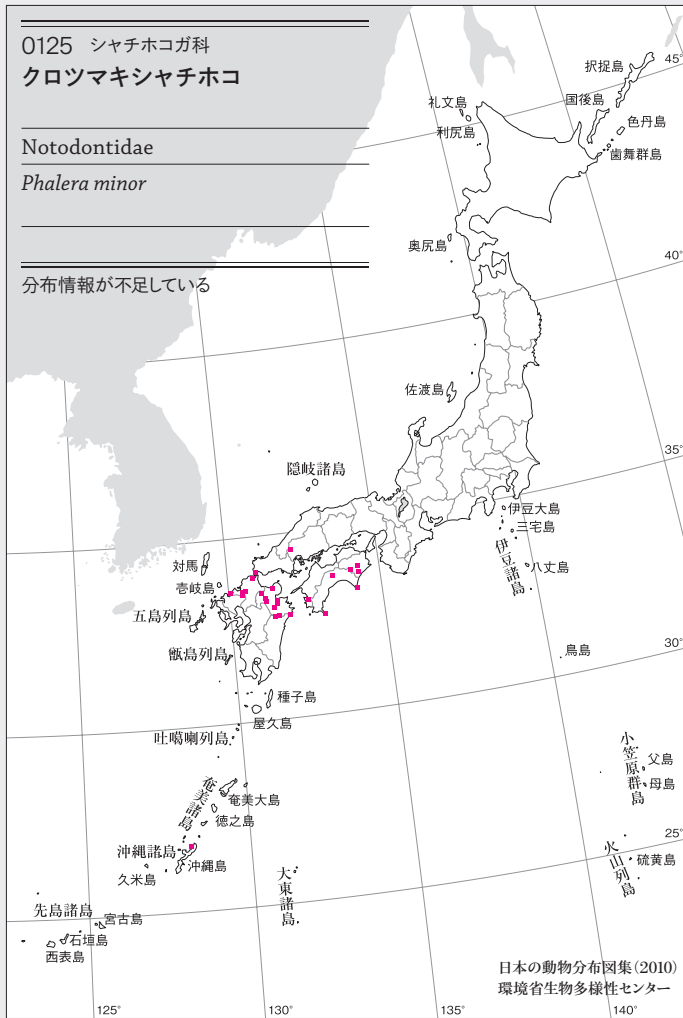 0125 シャチホコガ科
クロツマキシャチホコ
Notodontidae
Phalera minor
分布情報が不足している
択捉島
45°
国後島
礼文島
色丹島
利尻島
歯舞群島
奥尻島
40°
佐渡島
35°
隠岐諸島
伊豆大島
三宅島
伊豆諸島
八丈島
対馬
壱岐島
五島列島
甑島列島
鳥島
30°
種子島
屋久島
吐噶喇列島
小笠原群島
父島
母島
奄美諸島
奄美大島
徳之島
25°
沖縄諸島
沖縄島
久米島
火山列島
硫黄島
大東諸島
先島諸島
宮古島
石垣島
西表島
日本の動物分布図集(2010)
環境省生物多様性センター
125°
130°
135°
140°